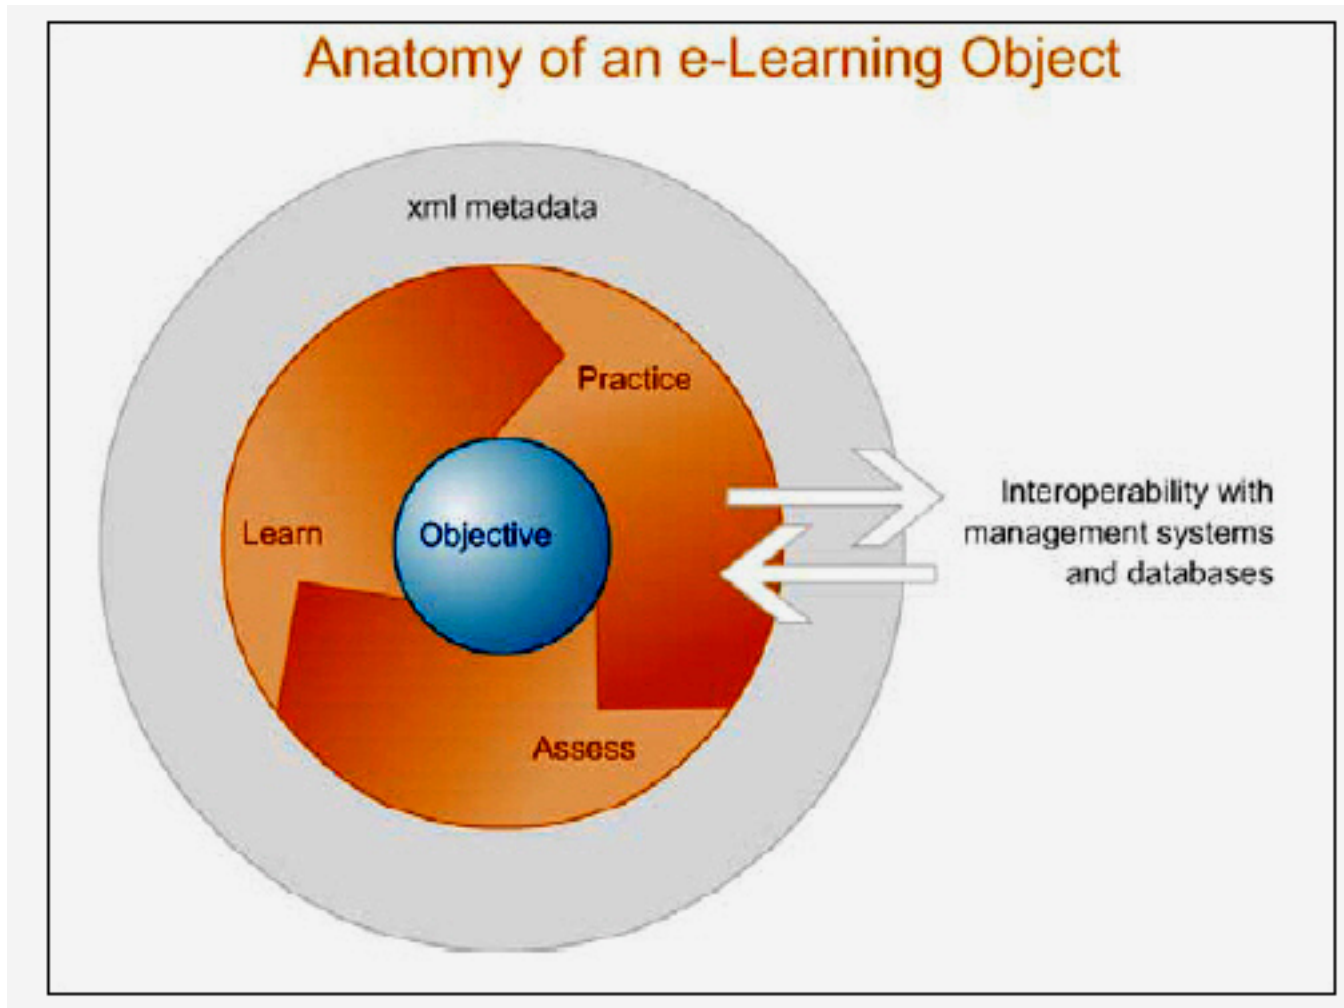 Anatomy of an e-Learning Object
xml metadata
Practice
Learn
Objective
Assess
Interoperability with
management systems
and databases